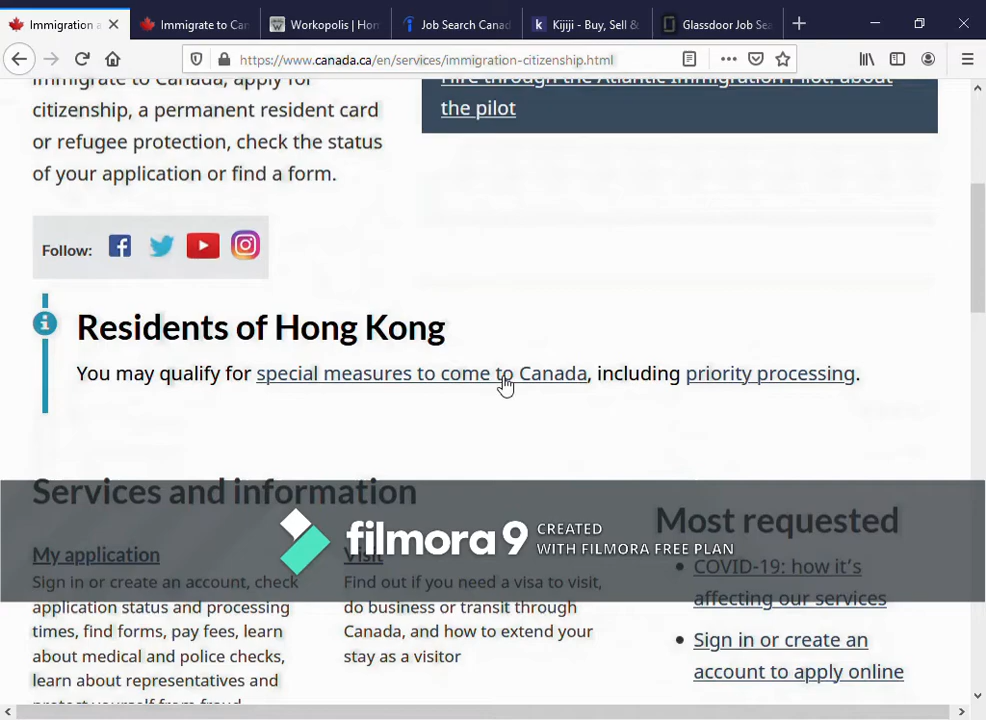 Immigration a
Immigrate to Can
Workopolis | Hom
Job Search Canad
Kijiji - Buy, Sell &
Glassdoor Job Sea
https://www.canada.ca/en/services/immigration-citizenship.html
immigrate to Canada, apply for
citizenship, a permanent resident card
or refugee protection, check the status
of your application or find a form.
Hire through the Atlantic Immigration Pilot: about
the pilot
Follow:
Residents of Hong Kong
You may qualify for special measures to come to Canada, including priority processing.
Services and information
My application
Sign in or create an account, check
application status and processing
times, find forms, pay fees, learn
about medical and police checks,
learn about representatives and
protect yourself from fraud
Visit
Find out if you need a visa to visit,
do business or transit through
Canada, and how to extend your
stay as a visitor
Most requested
COVID-19: how it's
affecting our services
Sign in or create an
account to apply online
filmora 9
CREATED
WITH FILMORA FREE PLAN